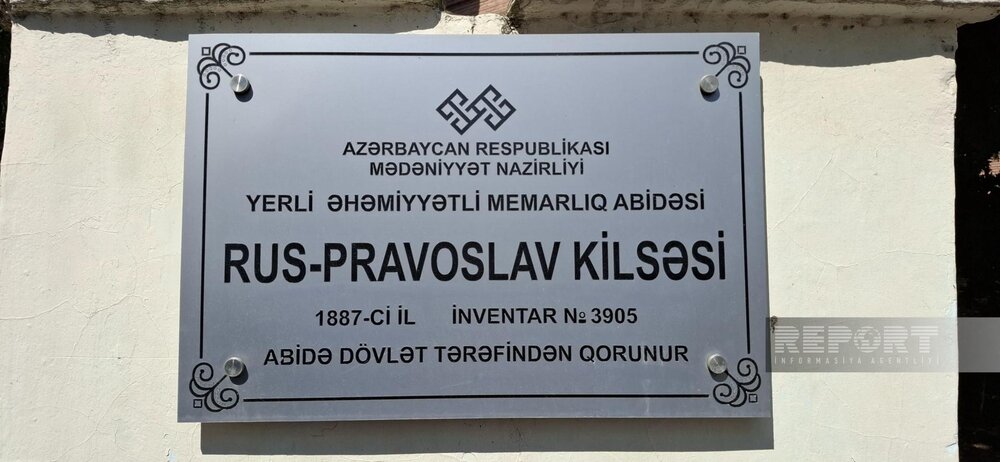 AZƏRBAYCAN RESPUBLİKASI
MƏDƏNİYYƏT NAZİRLİYİ
YERLİ ƏHƏMİYYƏTLİ MEMARLIQ ABİDƏSİ
RUS-PRAVOSLAV KİLSƏSİ
1887-Cİ İL İNVENTAR № 3905
ABİDƏ DÖVLƏT TƏRƏFİNDƏN QORUNUR
REPORT
İNFORMASİYA AGENTLİYİ